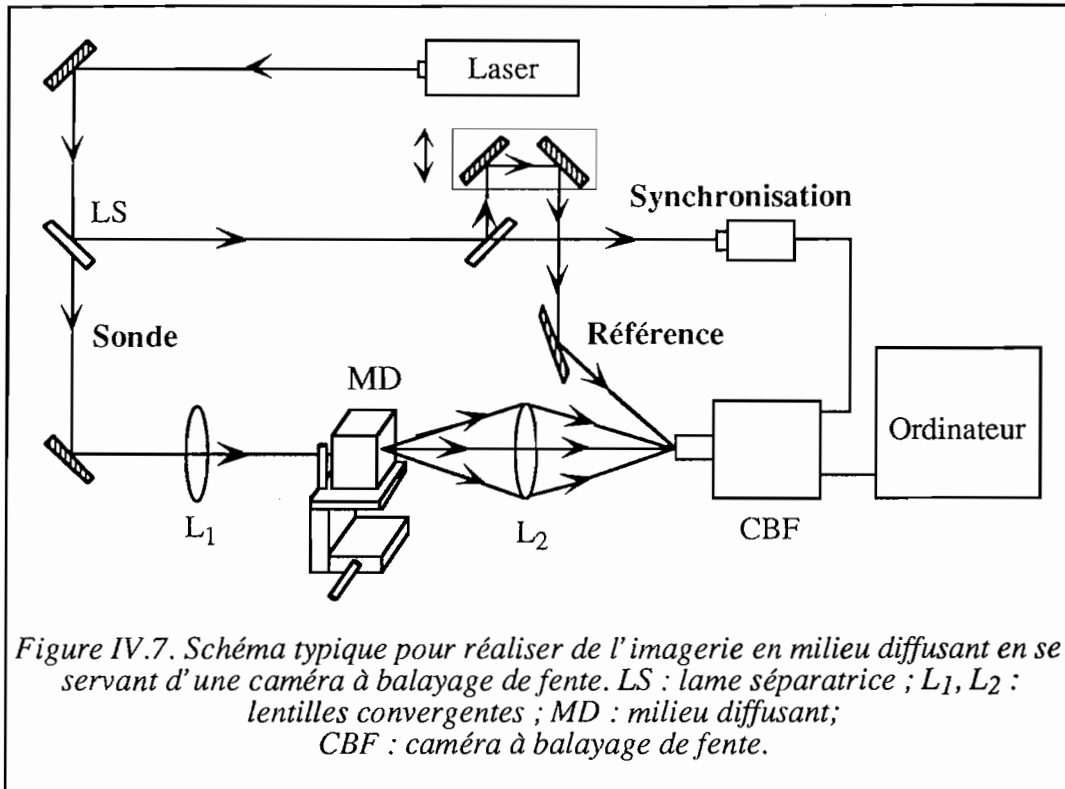 Laser
LS
Synchronisation
Sonde
Référence
MD
Ordinateur
L1
L2
CBF
Figure IV.7. Schéma typique pour réaliser de l'imagerie en milieu diffusant en se
servant d'une caméra à balayage de fente. LS : lame séparatrice ; L1, L2 :
lentilles convergentes ; MD : milieu diffusant;
CBF : caméra à balayage de fente.